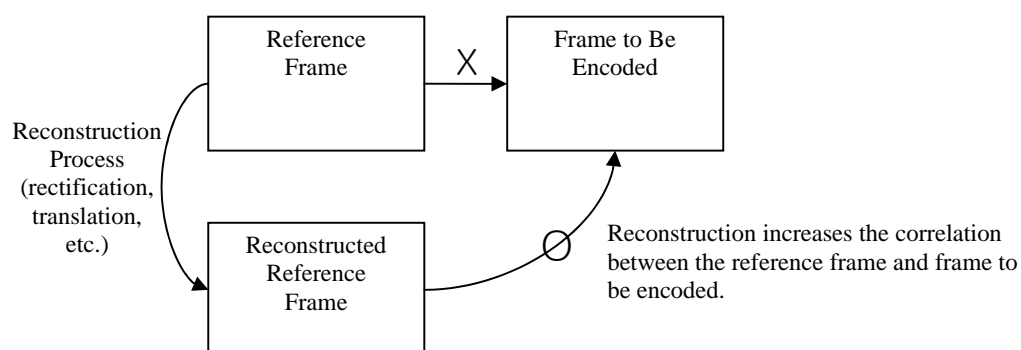 Reference
Frame
X
Frame to Be
Encoded
Reconstruction
Process
(rectification,
translation,
etc.)
Reconstructed
Reference
Frame
O
Reconstruction increases the correlation
between the reference frame and frame to
be encoded.